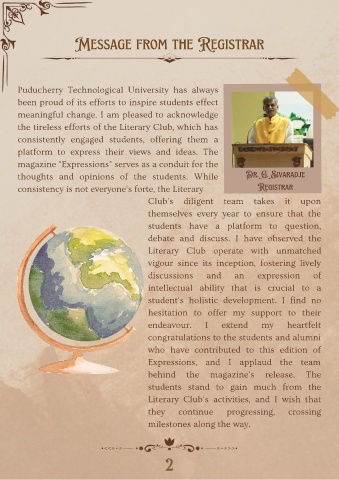 Message from the Registrar
Puducherry Technological University has always
been proud of its efforts to inspire students effect
meaningful change. I am pleased to acknowledge
the tireless efforts of the Literary Club, which has
consistently engaged students, offering them a
platform to express their views and ideas. The
magazine "Expressions" serves as a conduit for the
thoughts and opinions of the students. While
consistency is not everyone's forte, the Literary
Dr. G. Sivaradje
Registrar
Club's diligent team takes it upon
themselves every year to ensure that the
students have a platform to question,
debate and discuss. I have observed the
Literary Club operate with unmatched
vigour since its inception, fostering lively
discussions and an expression of
intellectual ability that is crucial to a
student's holistic development. I find no
hesitation to offer my support to their
endeavour. I extend my heartfelt
congratulations to the students and alumni
who have contributed to this edition of
Expressions, and I applaud the team
behind the magazine's release. The
students stand to gain much from the
Literary Club's activities, and I wish that
they continue progressing, crossing
milestones along the way.
2